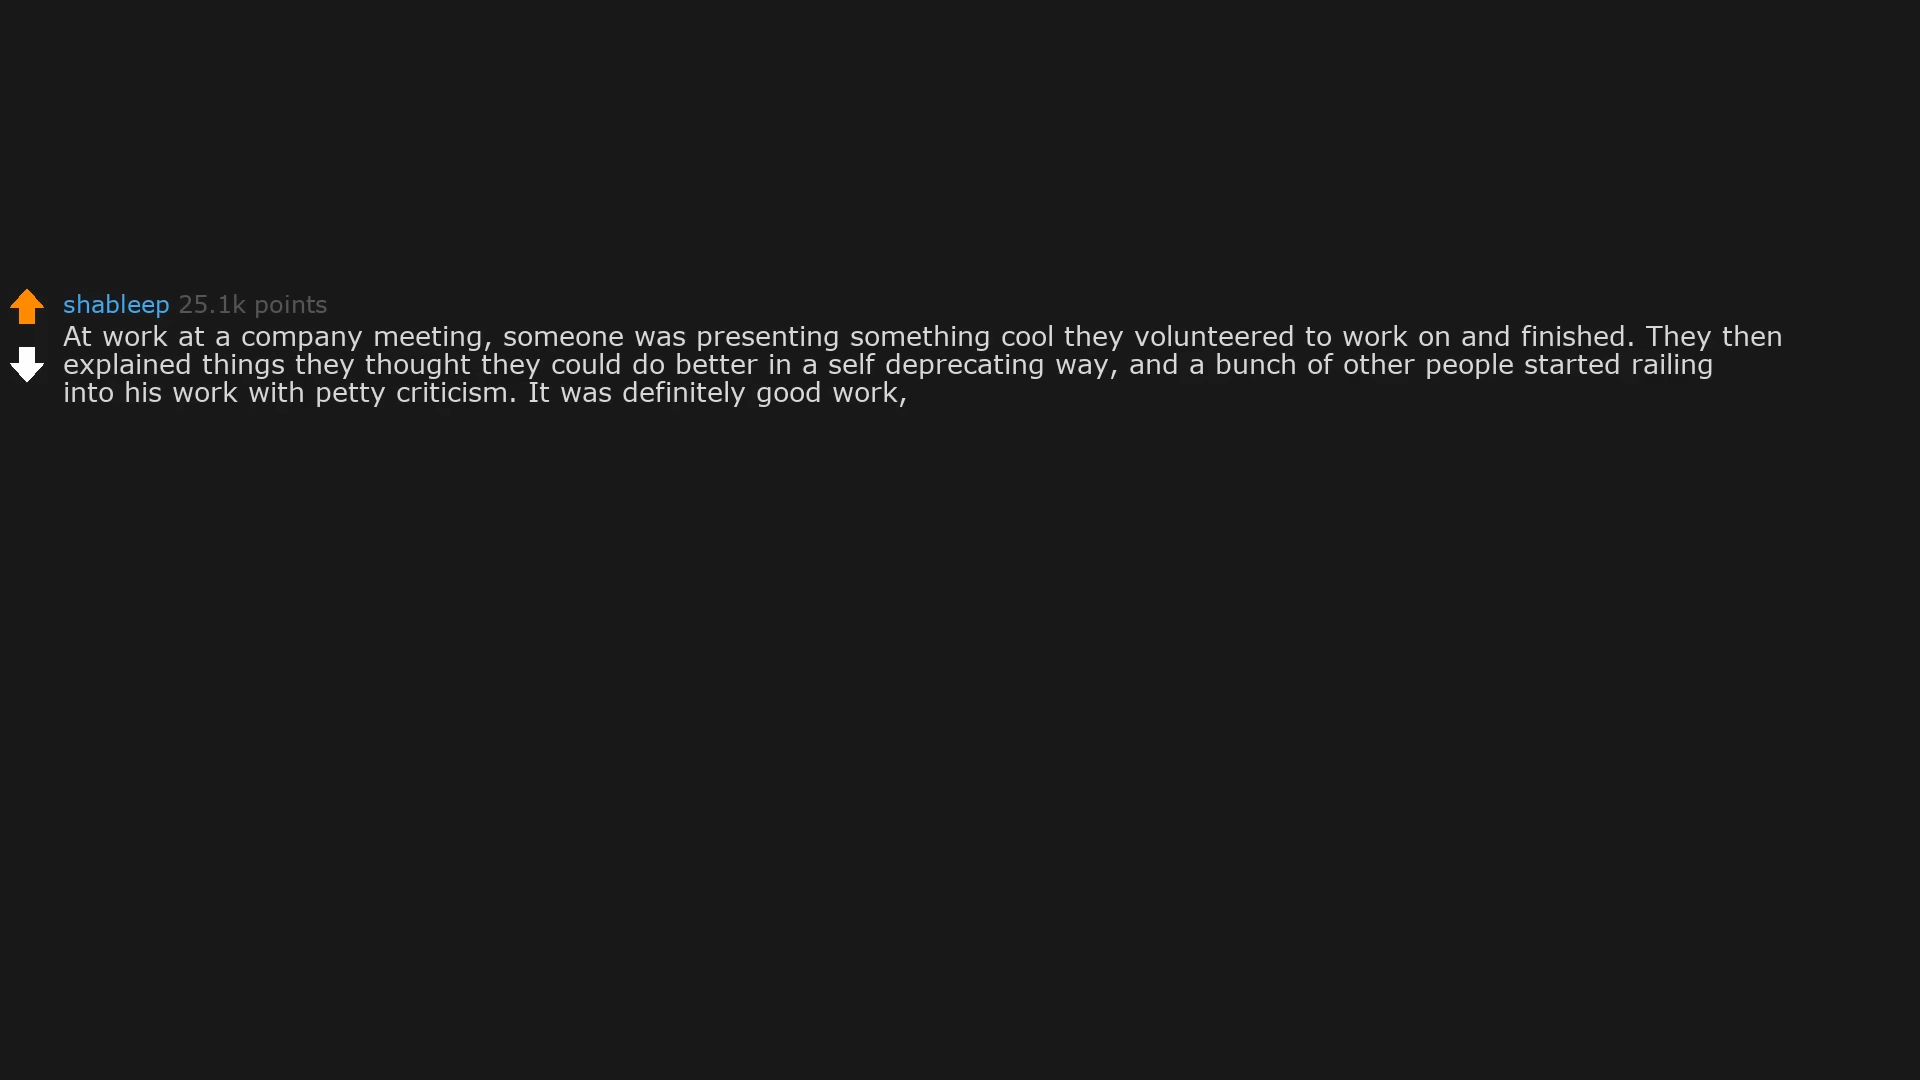 shableep 25.1k points
At work at a company meeting, someone was presenting something cool they volunteered to work on and finished. They then
explained things they thought they could do better in a self deprecating way, and a bunch of other people started railing
into his work with petty criticism. It was definitely good work,